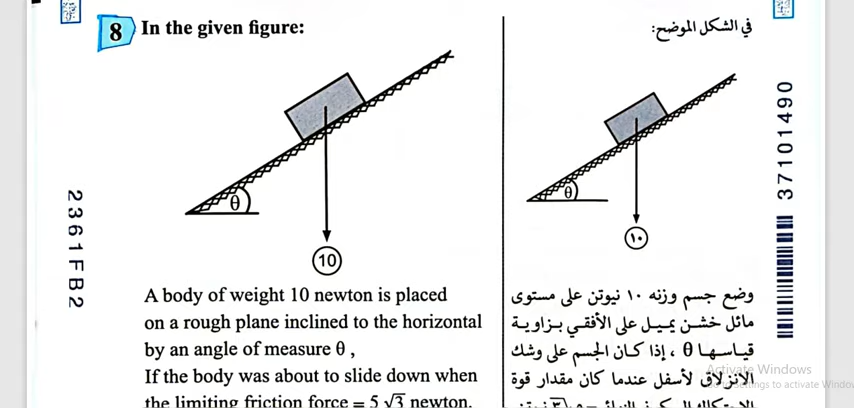 8 In the given figure:
θ
10
A body of weight 10 newton is placed
on a rough plane inclined to the horizontal
by an angle of measure θ ,
If the body was about to slide down when
the limiting friction force = 5 √3 newton.
في الشكل الموضح:
θ
١٠
وضع جسم وزنه ١٠ نيوتن على مستوى
مائل خشن يميل على الأفقي بزاوية
قياسها θ ، إذا كان الجسم على وشك
الانزلاق لأسفل عندما كان مقدار قوة
2361FB2
37101490
Activate Windows
to activate Window